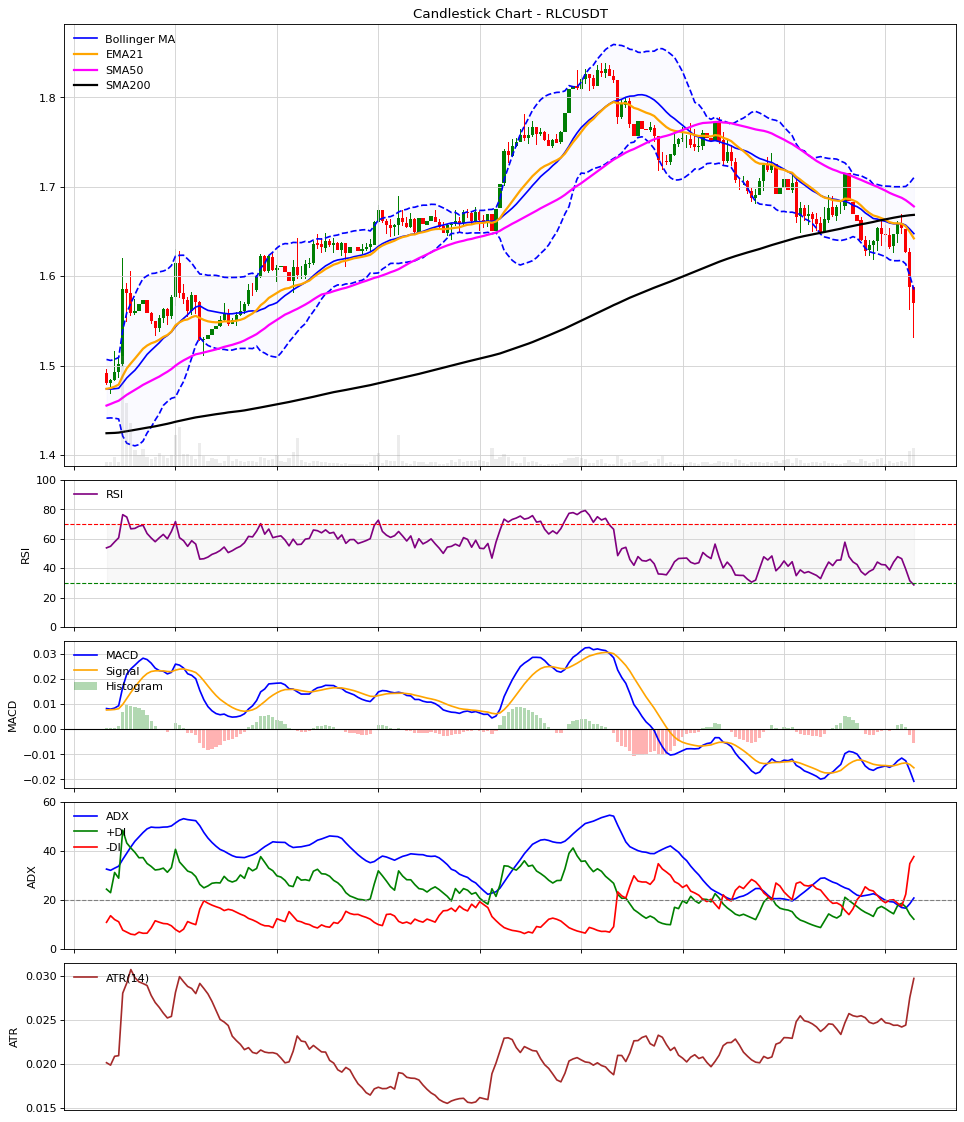 Candlestick Chart - RLCUSDT
Bollinger MA
EMA21
SMA50
SMA200
1.8
1.7
1.6
1.5
1.4
RSI
100
80
60
40
20
0
RSI
MACD
Signal
Histogram
0.03
0.02
0.01
0.00
−0.01
−0.02
MACD
ADX
+DI
-DI
60
40
20
0
ADX
ATR(14)
0.030
0.025
0.020
0.015
ATR